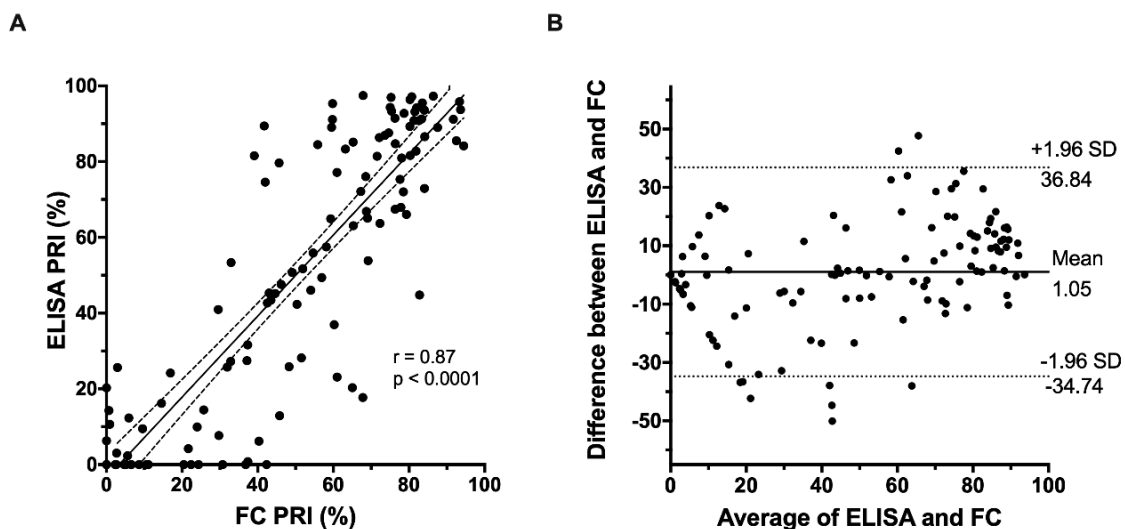 A
ELISA PRI (%)
100
80
60
40
20
0
0 20 40 60 80 100
FC PRI (%)
r = 0.87
p < 0.0001
B
Difference between ELISA and FC
50
30
10
-10
-30
-50
0 20 40 60 80 100
Average of ELISA and FC
+1.96 SD
36.84
Mean
1.05
-1.96 SD
-34.74